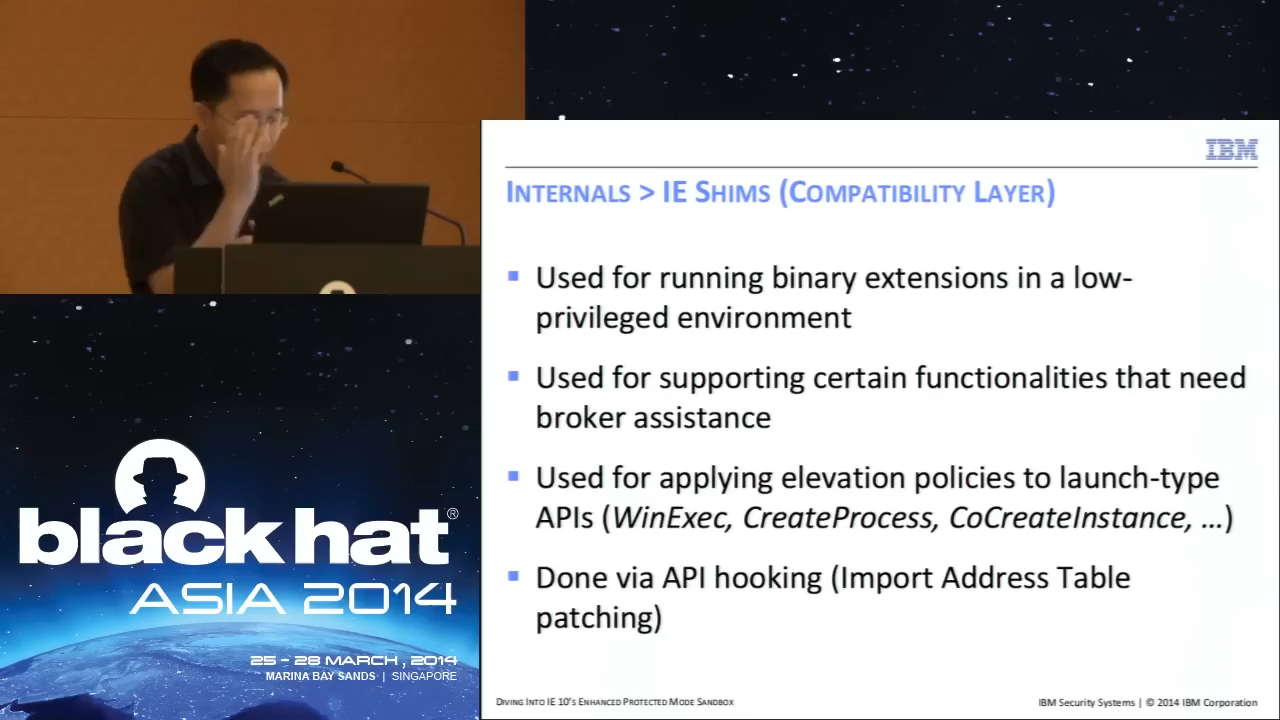 IBM
INTERNALS > IE SHIMS (COMPATIBILITY LAYER)
▪ Used for running binary extensions in a low-
privileged environment
▪ Used for supporting certain functionalities that need
broker assistance
▪ Used for applying elevation policies to launch-type
APIs (WinExec, CreateProcess, CoCreateInstance, …)
▪ Done via API hooking (Import Address Table
patching)
DIVING INTO IE 10'S ENHANCED PROTECTED MODE SANDBOX
IBM Security Systems | © 2014 IBM Corporation
black hat®
ASIA 2014
25 - 28 MARCH, 2014
MARINA BAY SANDS | SINGAPORE